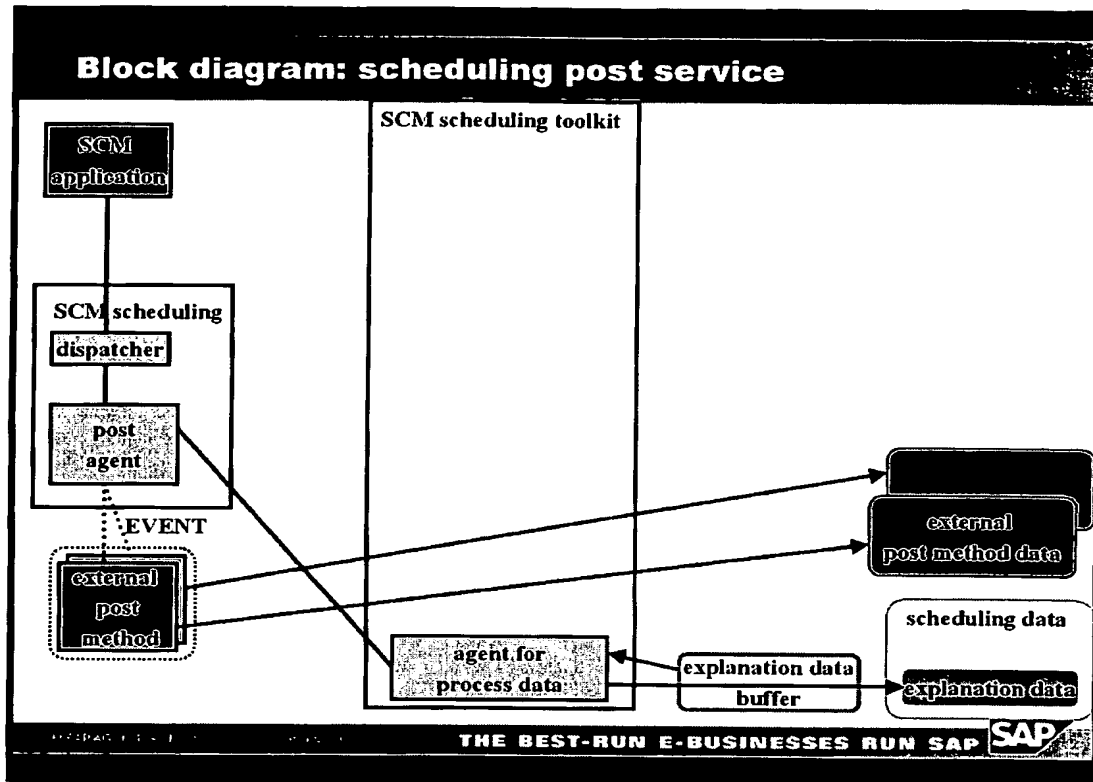 Block diagram: scheduling post service
SCM scheduling toolkit
SCM
application
SCM scheduling
dispatcher
post
agent
EVENT
external
post
method
external
post method data
scheduling data
agent for
process data
explanation data
buffer
explanation data
THE BEST-RUN E-BUSINESSES RUN SAP
SAP